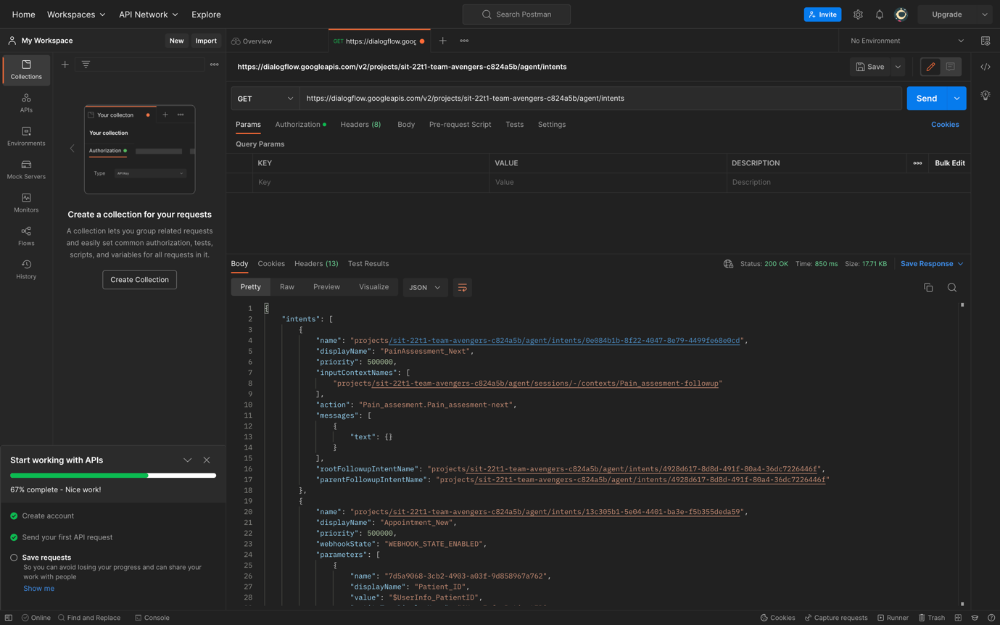 Home Workspaces API Network Explore Search Postman Invite Upgrade
My Workspace New Import Overview GET https://dialogflow.goog No Environment
Collections
APIs
Environments
Mock Servers
Monitors
Flows
History
Your collecton
Your collection
Authorization
Type API Key
Create a collection for your requests
A collection lets you group related requests
and easily set common authorization, tests,
scripts, and variables for all requests in it.
Create Collection
Start working with APIs
67% complete - Nice work!
Create account
Send your first API request
Save requests
So you can avoid losing your progress and can share your
work with people
Show me
https://dialogflow.googleapis.com/v2/projects/sit-22t1-team-avengers-c824a5b/agent/intents Save
GET https://dialogflow.googleapis.com/v2/projects/sit-22t1-team-avengers-c824a5b/agent/intents Send
Params Authorization Headers (8) Body Pre-request Script Tests Settings Cookies
Query Params
KEY VALUE DESCRIPTION Bulk Edit
Key Value Description
Body Cookies Headers (13) Test Results Status: 200 OK Time: 850 ms Size: 17.71 KB Save Response
Pretty Raw Preview Visualize JSON
1 {
2 "intents": [
3 {
4 "name": "projects/sit-22t1-team-avengers-c824a5b/agent/intents/0e084b1b-8f22-4047-8e79-4499fe68e0cd",
5 "displayName": "PainAssessment_Next",
6 "priority": 500000,
7 "inputContextNames": [
8 "projects/sit-22t1-team-avengers-c824a5b/agent/sessions/-/contexts/Pain_assesment-followup"
9 ],
10 "action": "Pain_assesment.Pain_assesment-next",
11 "messages": [
12 {
13 "text": {}
14 }
15 ],
16 "rootFollowupIntentName": "projects/sit-22t1-team-avengers-c824a5b/agent/intents/4928d617-8d8d-491f-80a4-36dc7226446f",
17 "parentFollowupIntentName": "projects/sit-22t1-team-avengers-c824a5b/agent/intents/4928d617-8d8d-491f-80a4-36dc7226446f"
18 },
19 {
20 "name": "projects/sit-22t1-team-avengers-c824a5b/agent/intents/13c305b1-5e04-4401-ba3e-f5b355deda59",
21 "displayName": "Appointment_New",
22 "priority": 500000,
23 "webhookState": "WEBHOOK_STATE_ENABLED",
24 "parameters": [
25 {
26 "name": "7d5a9068-3cb2-4903-a03f-9d858967a762",
27 "displayName": "Patient_ID",
28 "value": "$UserInfo_PatientID",
Online Find and Replace Console Cookies Capture requests Runner Trash